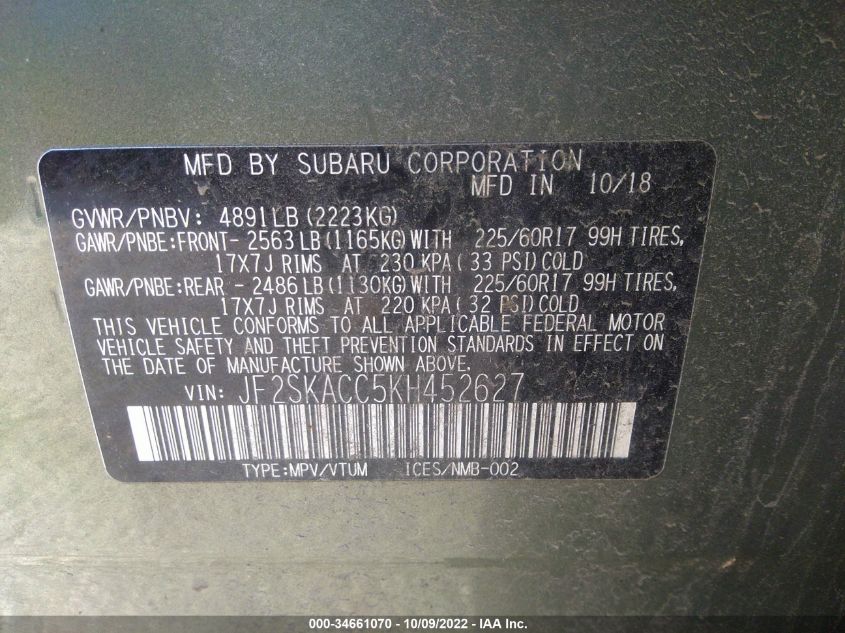 MFD BY SUBARU CORPORATION
MFD IN 10/18
GVWR/PNBV: 4891LB (2223KG)
GAWR/PNBE:FRONT- 2563 LB (1165KG) WITH 225/60R17 99H TIRES,
17X7J RIMS AT 230 KPA ( 33 PSI) COLD
GAWR/PNBE:REAR - 2486 LB (1130KG) WITH 225/60R17 99H TIRES,
17X7J RIMS AT 220 KPA ( 32 PSI) COLD
THIS VEHICLE CONFORMS TO ALL APPLICABLE FEDERAL MOTOR
VEHICLE SAFETY AND THEFT PREVENTION STANDARDS IN EFFECT ON
THE DATE OF MANUFACTURE SHOWN ABOVE.
VIN: JF2SKACC5KH452627
TYPE:MPV/VTUM ICES/NMB-002
000-34661070 - 10/09/2022 - IAA Inc.